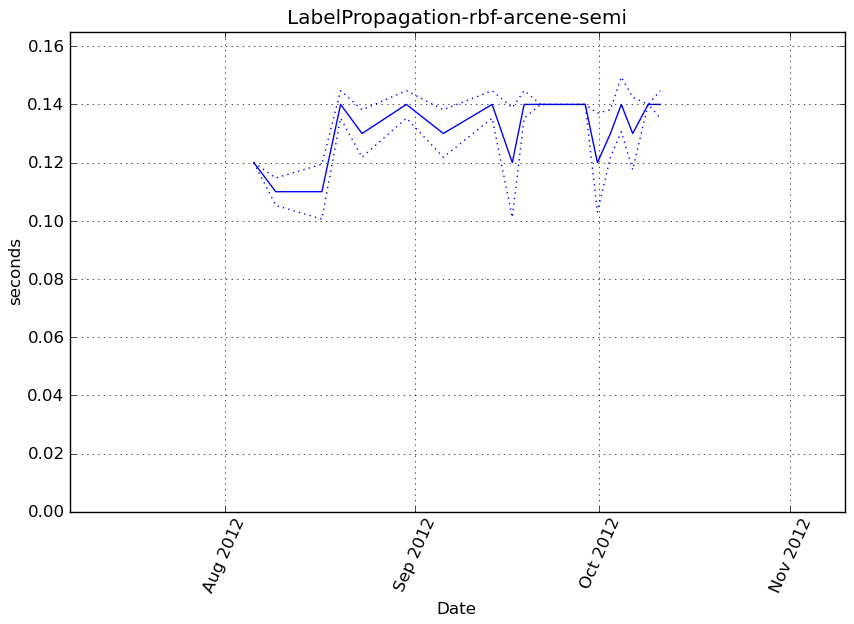 LabelPropagation-rbf-arcene-semi
0.16
0.14
0.12
0.10
0.08
0.06
0.04
0.02
0.00
seconds
Aug 2012
Sep 2012
Oct 2012
Nov 2012
Date